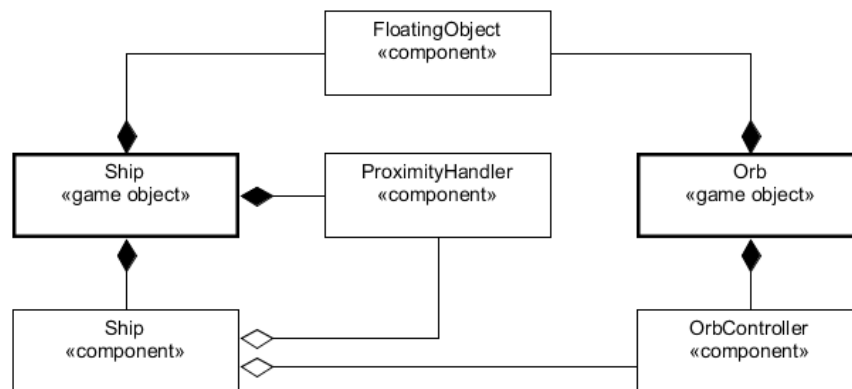 FloatingObject
«component»
Ship
«game object»
ProximityHandler
«component»
Orb
«game object»
Ship
«component»
OrbController
«component»